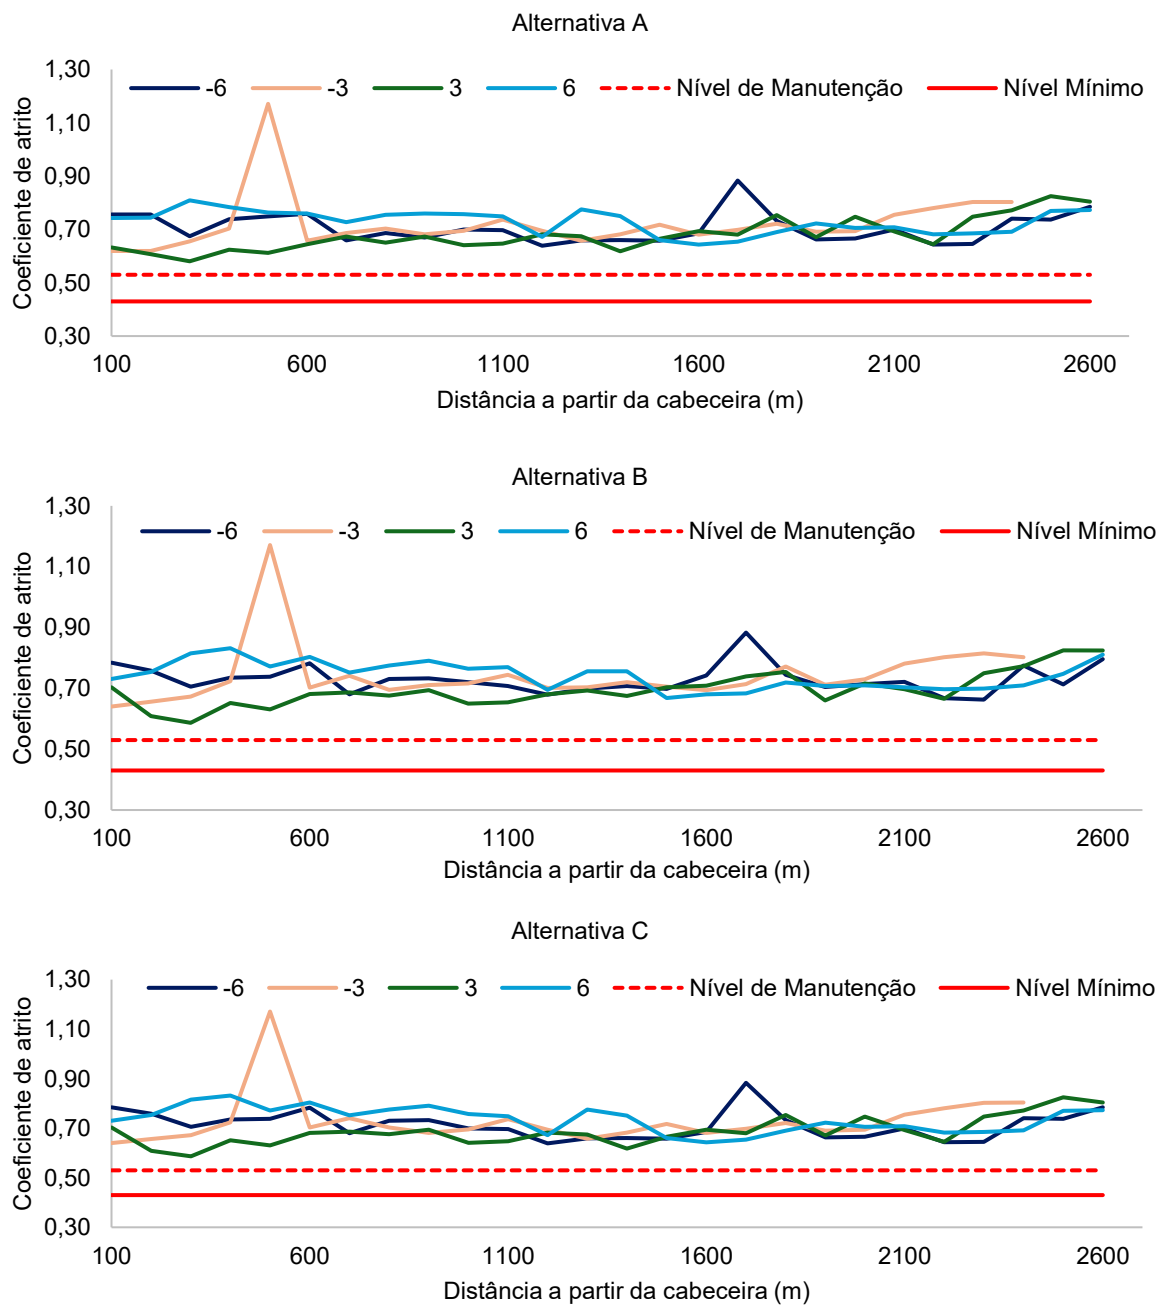 Alternativa A
1,30
-6 -3 3 6 Nível de Manutenção Nível Mínimo
1,10
0,90
0,70
0,50
0,30
Coeficiente de atrito
100 600 1100 1600 2100 2600
Distância a partir da cabeceira (m)
Alternativa B
1,30
-6 -3 3 6 Nível de Manutenção Nível Mínimo
1,10
0,90
0,70
0,50
0,30
Coeficiente de atrito
100 600 1100 1600 2100 2600
Distância a partir da cabeceira (m)
Alternativa C
1,30
-6 -3 3 6 Nível de Manutenção Nível Mínimo
1,10
0,90
0,70
0,50
0,30
Coeficiente de atrito
100 600 1100 1600 2100 2600
Distância a partir da cabeceira (m)